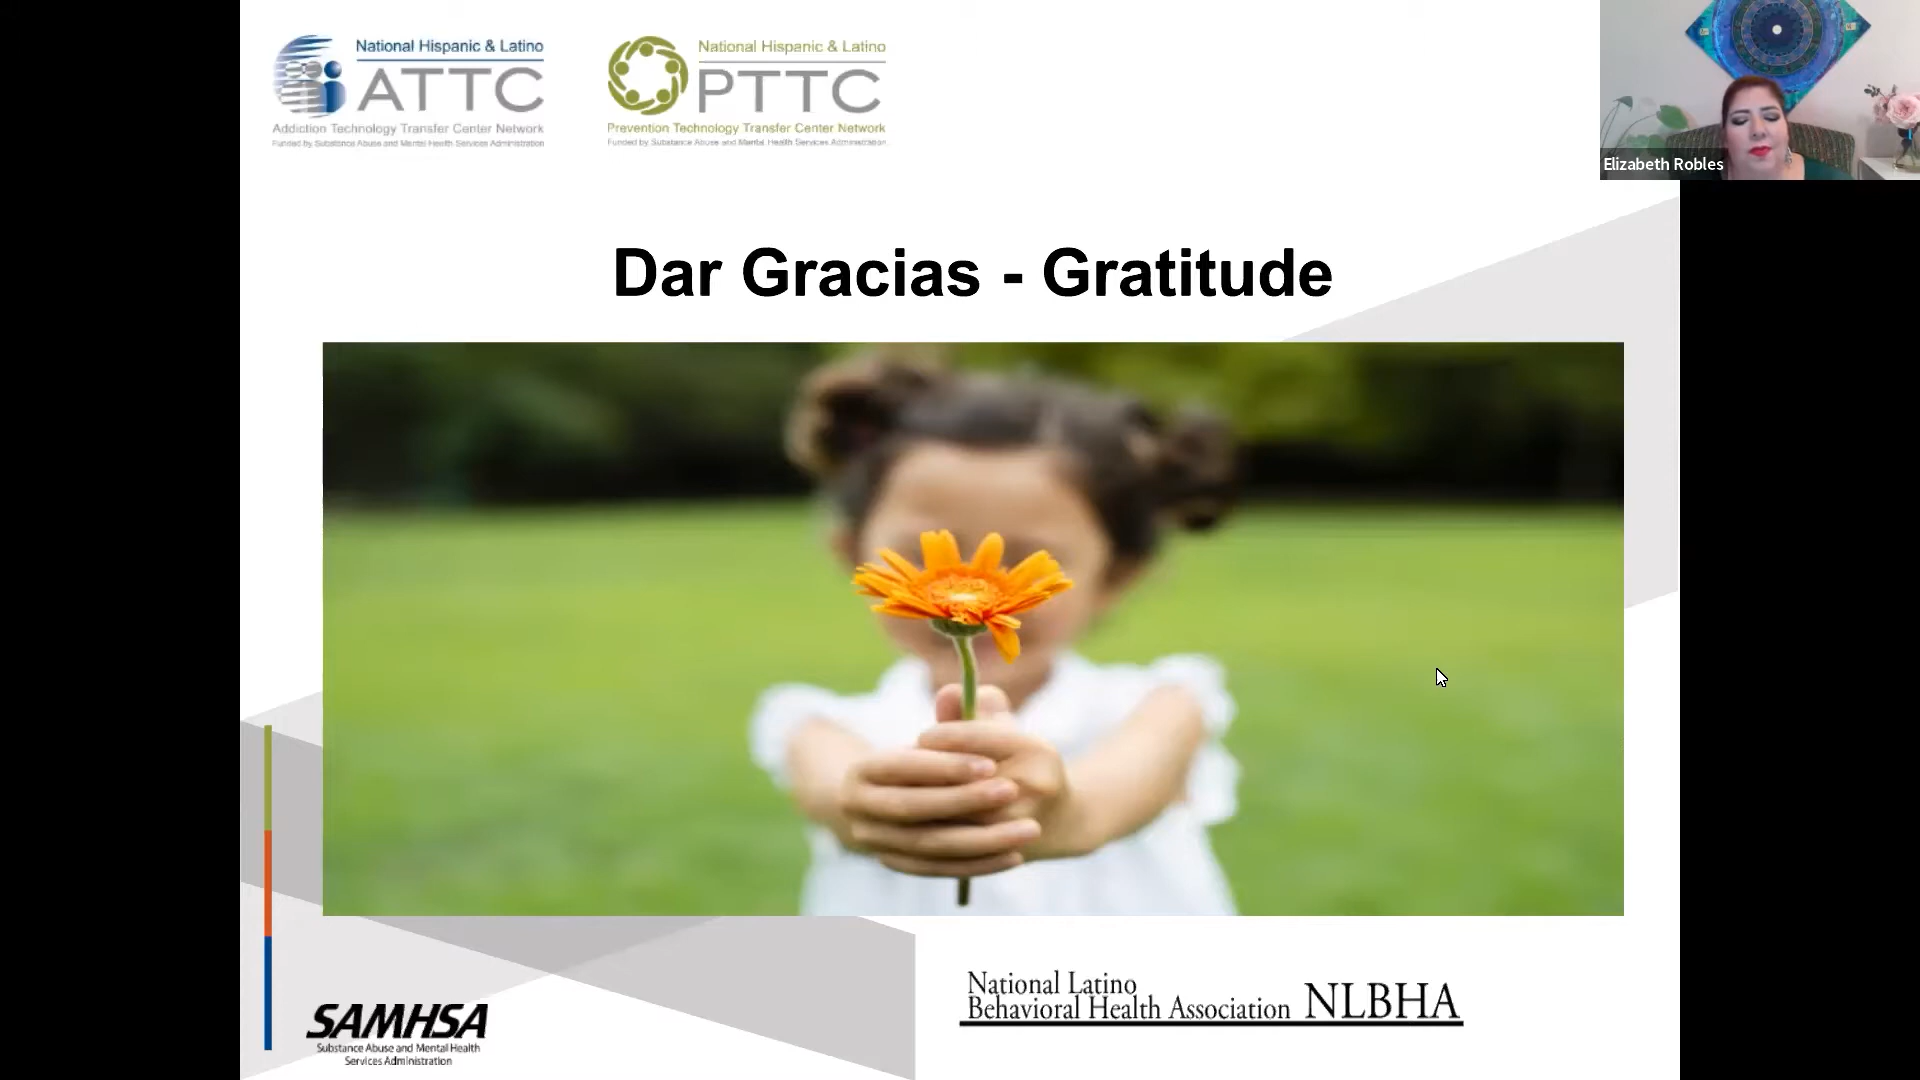 National Hispanic & Latino
ATTC
Addiction Technology Transfer Center Network
Funded by Substance Abuse and Mental Health Services Administration
National Hispanic & Latino
PTTC
Prevention Technology Transfer Center Network
Funded by Substance Abuse and Mental Health Services Administration
Elizabeth Robles
Dar Gracias - Gratitude
SAMHSA
Substance Abuse and Mental Health
Services Administration
National Latino
Behavioral Health Association NLBHA